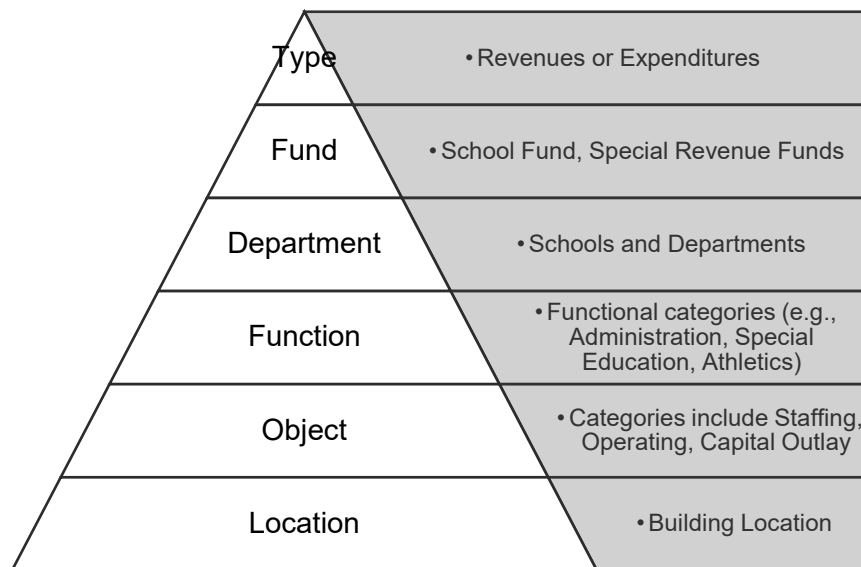 Type
• Revenues or Expenditures
Fund
• School Fund, Special Revenue Funds
Department
• Schools and Departments
Function
• Functional categories (e.g.,
Administration, Special
Education, Athletics)
Object
• Categories include Staffing,
Operating, Capital Outlay
Location
• Building Location